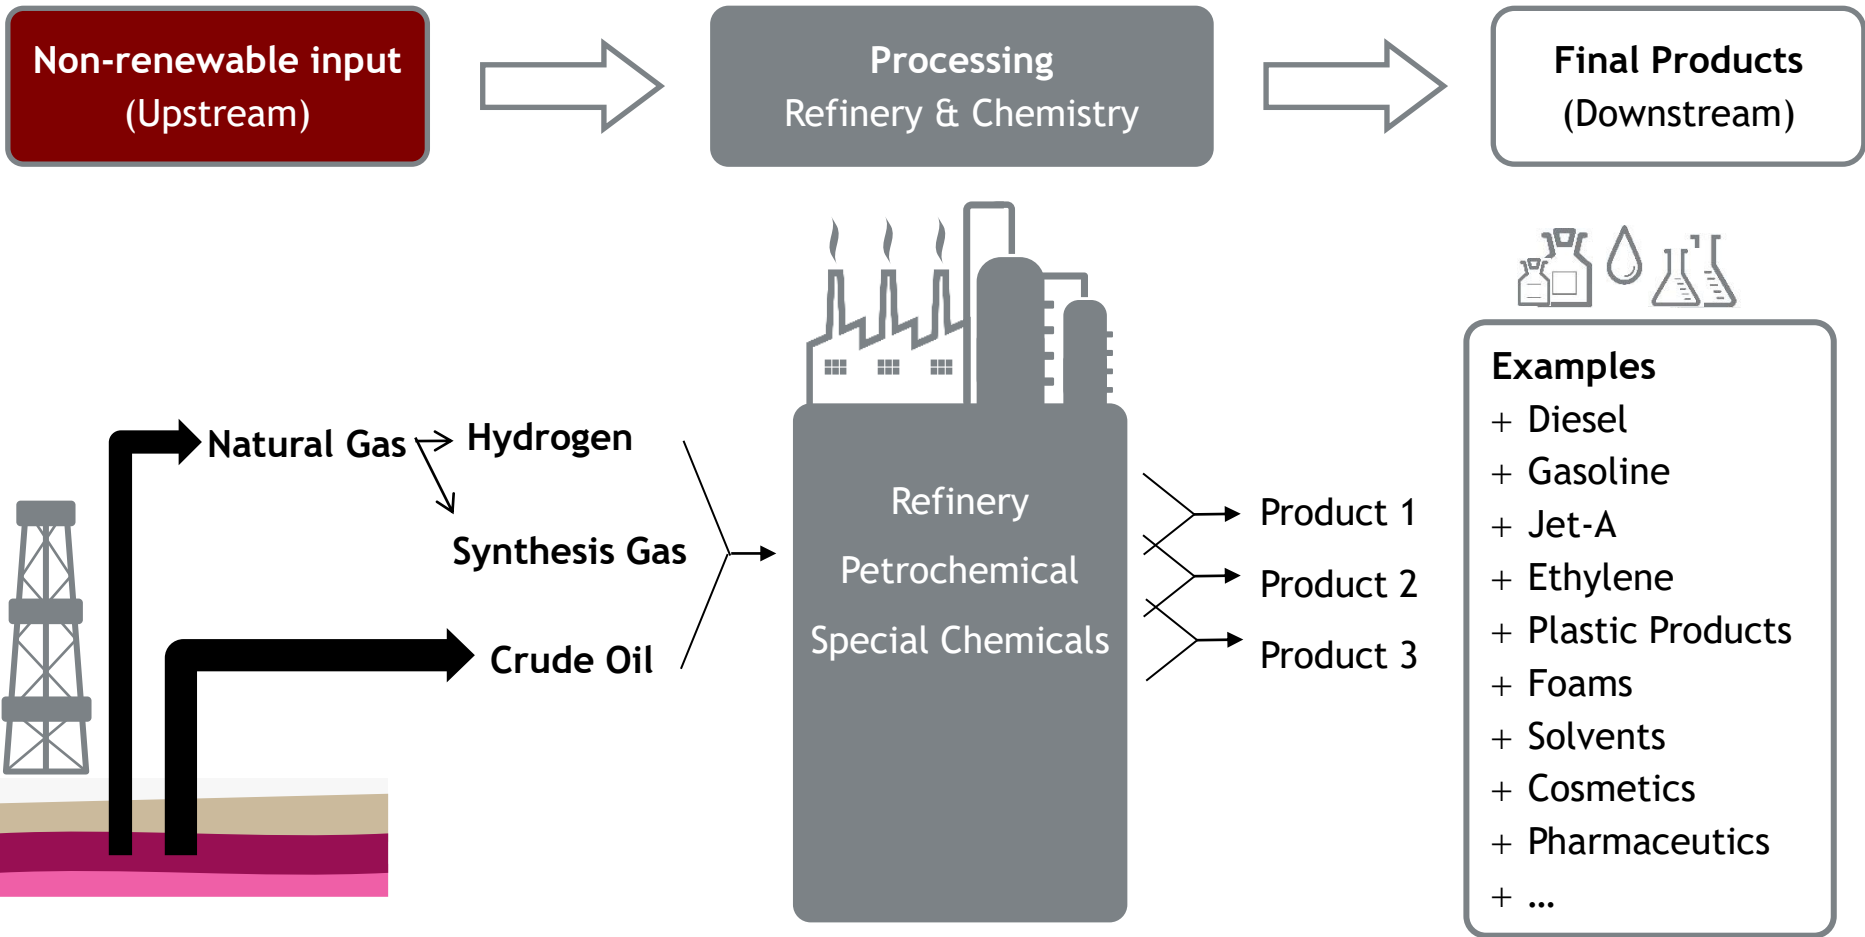 Non-renewable input
(Upstream)
Processing
Refinery & Chemistry
Final Products
(Downstream)
Natural Gas
Hydrogen
Synthesis Gas
Crude Oil
Refinery
Petrochemical
Special Chemicals
Product 1
Product 2
Product 3
Examples
+ Diesel
+ Gasoline
+ Jet-A
+ Ethylene
+ Plastic Products
+ Foams
+ Solvents
+ Cosmetics
+ Pharmaceutics
+ …